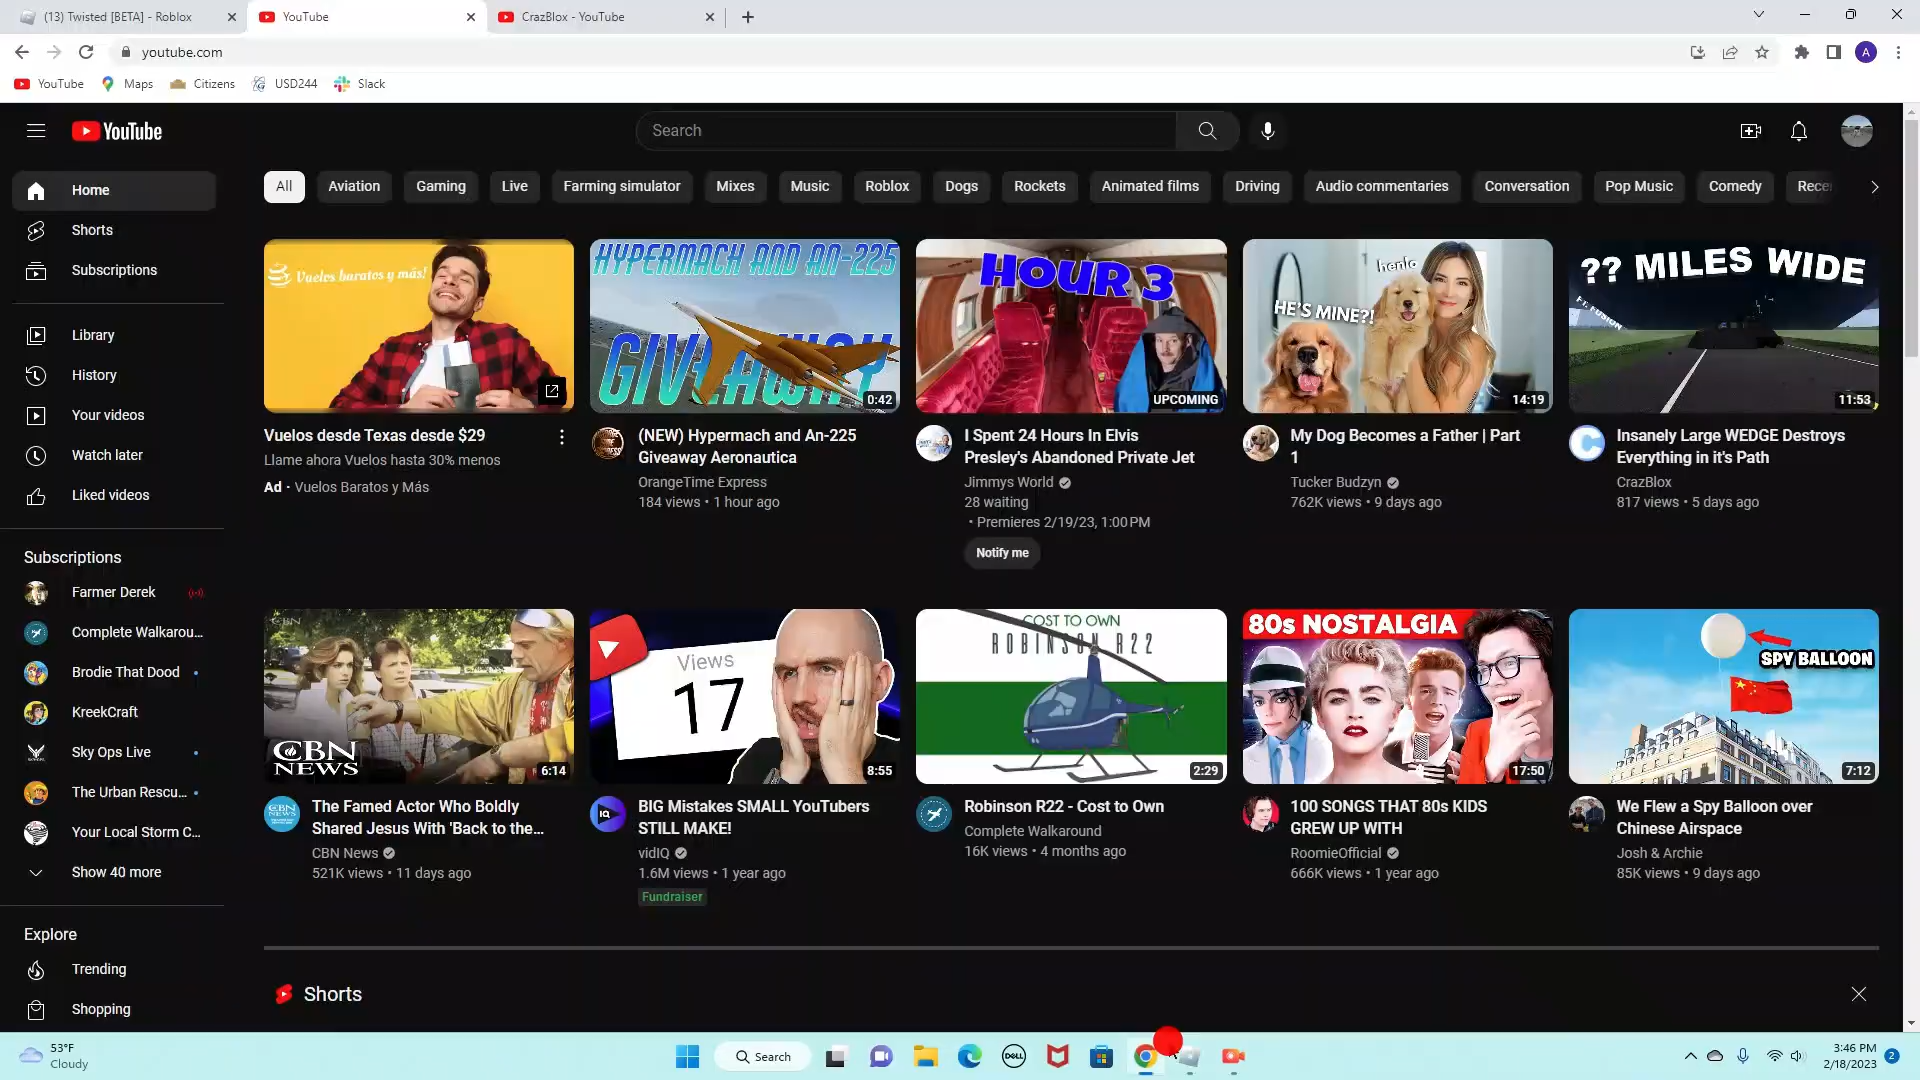 (13) Twisted [BETA] - Roblox
YouTube
CrazBlox - YouTube
youtube.com
A
YouTube
Maps
Citizens
USD244
Slack
YouTube
Search
Home
Shorts
Subscriptions
Library
History
Your videos
Watch later
Liked videos
Subscriptions
Farmer Derek
Complete Walkarou...
Brodie That Dood
KreekCraft
Sky Ops Live
The Urban Rescu...
Your Local Storm C...
Show 40 more
Explore
Trending
Shopping
All
Aviation
Gaming
Live
Farming simulator
Mixes
Music
Roblox
Dogs
Rockets
Animated films
Driving
Audio commentaries
Conversation
Pop Music
Comedy
Vuelos baratos y más!
Vuelos desde Texas desde $29
Llame ahora Vuelos hasta 30% menos
Ad · Vuelos Baratos y Más
HYPERMACH AND AN-225
GIVEAWAY
0:42
(NEW) Hypermach and An-225
Giveaway Aeronautica
OrangeTime Express
184 views • 1 hour ago
HOUR 3
UPCOMING
I Spent 24 Hours In Elvis
Presley's Abandoned Private Jet
Jimmys World
28 waiting
• Premieres 2/19/23, 1:00 PM
Notify me
henlo
HE'S MINE?!
14:19
My Dog Becomes a Father | Part
1
Tucker Budzyn
762K views • 9 days ago
?? MILES WIDE
FT. FUSION
11:53
Insanely Large WEDGE Destroys
Everything in it's Path
CrazBlox
817 views • 5 days ago
CBN
CBN
NEWS
6:14
The Famed Actor Who Boldly
Shared Jesus With 'Back to the...
CBN News
521K views • 11 days ago
Views
17
8:55
IQ
BIG Mistakes SMALL YouTubers
STILL MAKE!
vidIQ
1.6M views • 1 year ago
Fundraiser
COST TO OWN
ROBINSON R22
2:29
Robinson R22 - Cost to Own
Complete Walkaround
16K views • 4 months ago
80s NOSTALGIA
17:50
100 SONGS THAT 80s KIDS
GREW UP WITH
RoomieOfficial
666K views • 1 year ago
SPY BALLOON
7:12
We Flew a Spy Balloon over
Chinese Airspace
Josh & Archie
85K views • 9 days ago
Shorts
53°F
Cloudy
Search
DELL
3:46 PM
2/18/2023
2